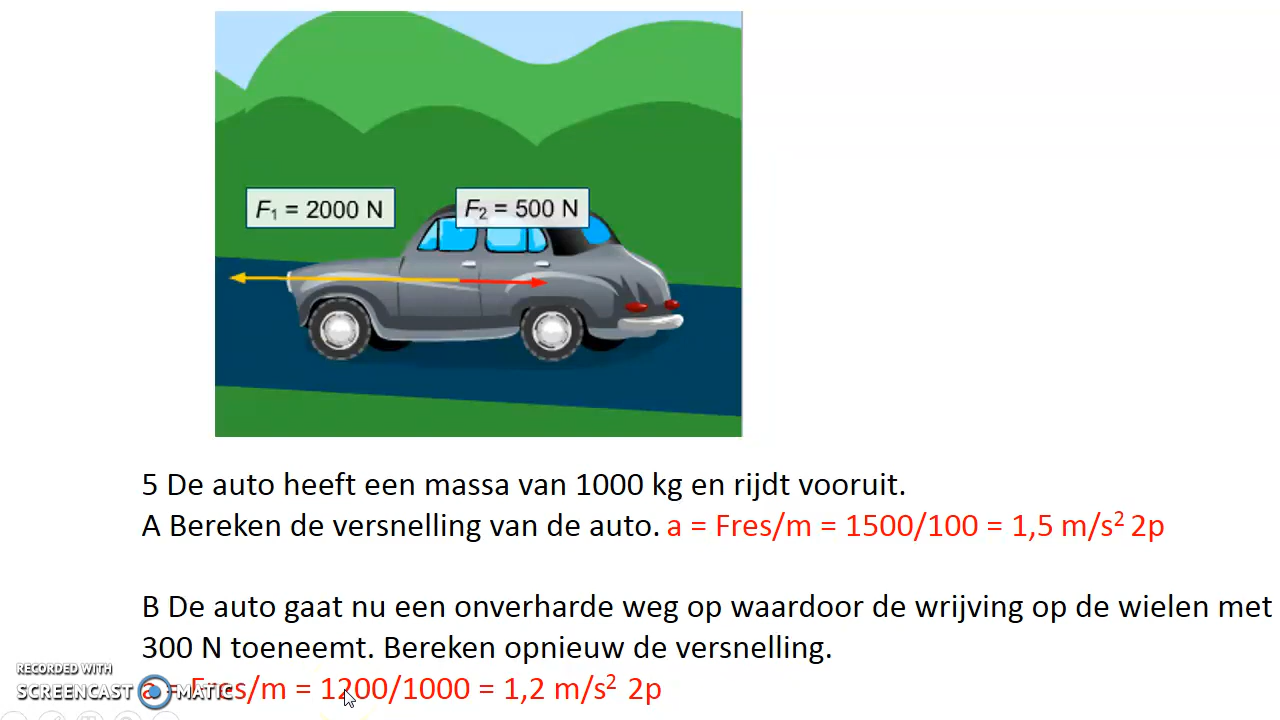 F₁ = 2000 N
F₂ = 500 N
5 De auto heeft een massa van 1000 kg en rijdt vooruit.
A Bereken de versnelling van de auto. a = Fres/m = 1500/100 = 1,5 m/s² 2p
B De auto gaat nu een onverharde weg op waardoor de wrijving op de wielen met
300 N toeneemt. Bereken opnieuw de versnelling.
a = Fres/m = 1200/1000 = 1,2 m/s² 2p
RECORDED WITH
SCREENCAST MATIC